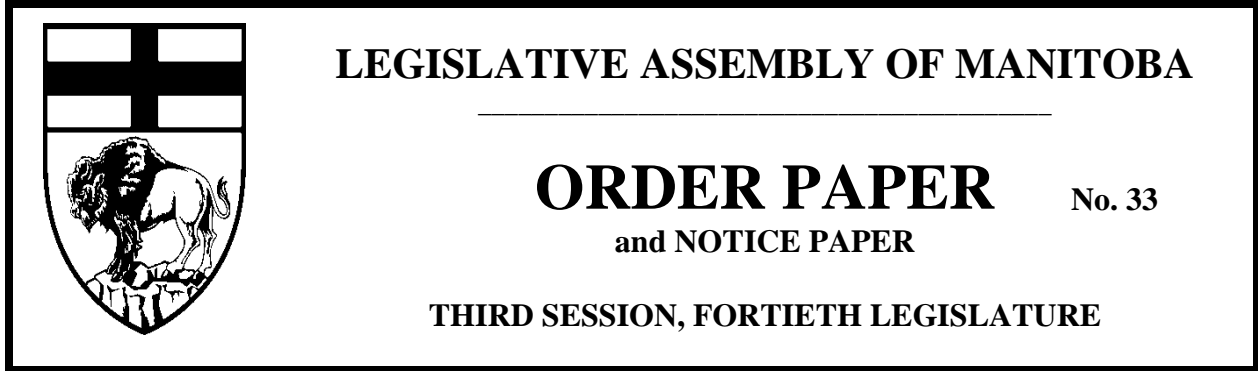 LEGISLATIVE ASSEMBLY OF MANITOBA
ORDER PAPER No. 33
and NOTICE PAPER
THIRD SESSION, FORTIETH LEGISLATURE